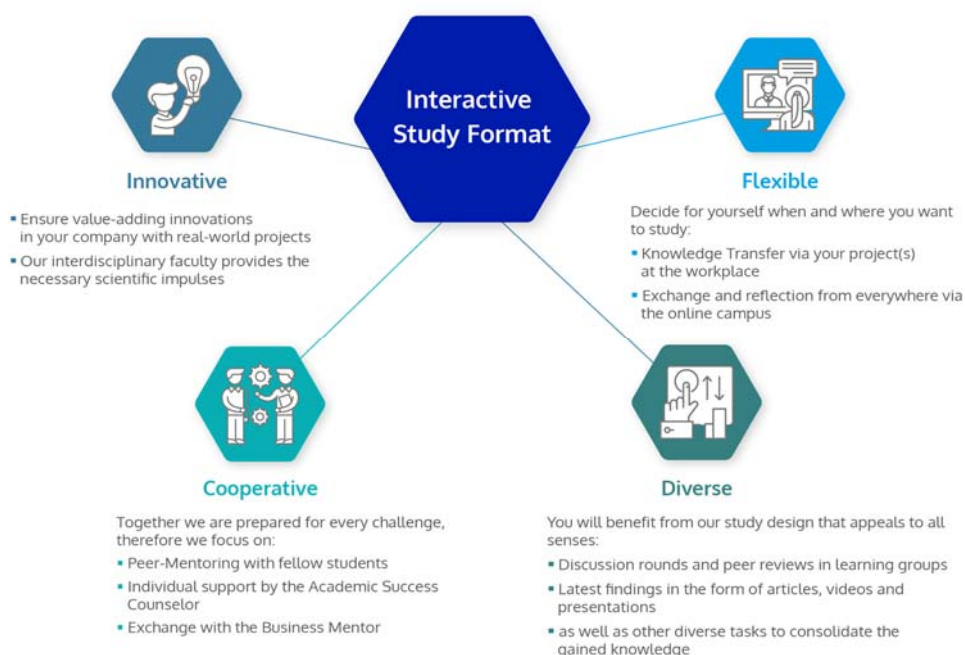 Interactive
Study Format
Innovative
▪ Ensure value-adding innovations
in your company with real-world projects
▪ Our interdisciplinary faculty provides the
necessary scientific impulses
Flexible
Decide for yourself when and where you want
to study:
▪ Knowledge Transfer via your project(s)
at the workplace
▪ Exchange and reflection from everywhere via
the online campus
Cooperative
Together we are prepared for every challenge,
therefore we focus on:
▪ Peer-Mentoring with fellow students
▪ Individual support by the Academic Success
Counselor
▪ Exchange with the Business Mentor
Diverse
You will benefit from our study design that appeals to all
senses:
▪ Discussion rounds and peer reviews in learning groups
▪ Latest findings in the form of articles, videos and
presentations
▪ as well as other diverse tasks to consolidate the
gained knowledge